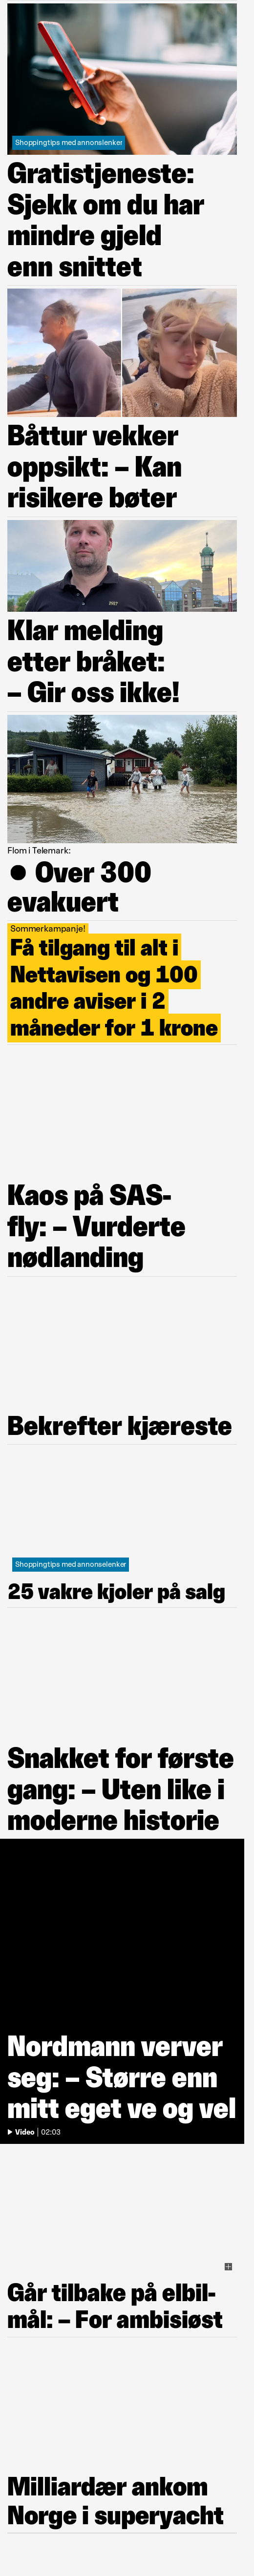 Shoppingtips med annonslenker
Gratistjeneste:
Sjekk om du har
mindre gjeld
enn snittet
Båttur vekker
oppsikt: – Kan
risikere bøter
Klar melding
etter bråket:
– Gir oss ikke!
Flom i Telemark:
● Over 300
evakuert
Sommerkampanje!
Få tilgang til alt i
Nettavisen og 100
andre aviser i 2
måneder for 1 krone
Kaos på SAS-
fly: – Vurderte
nødlanding
Bekrefter kjæreste
Shoppingtips med annonselenker
25 vakre kjoler på salg
Snakket for første
gang: – Uten like i
moderne historie
Nordmann verver
seg: – Større enn
mitt eget ve og vel
Video | 02:03
Går tilbake på elbil-
mål: – For ambisiøst
Milliardær ankom
Norge i superyacht